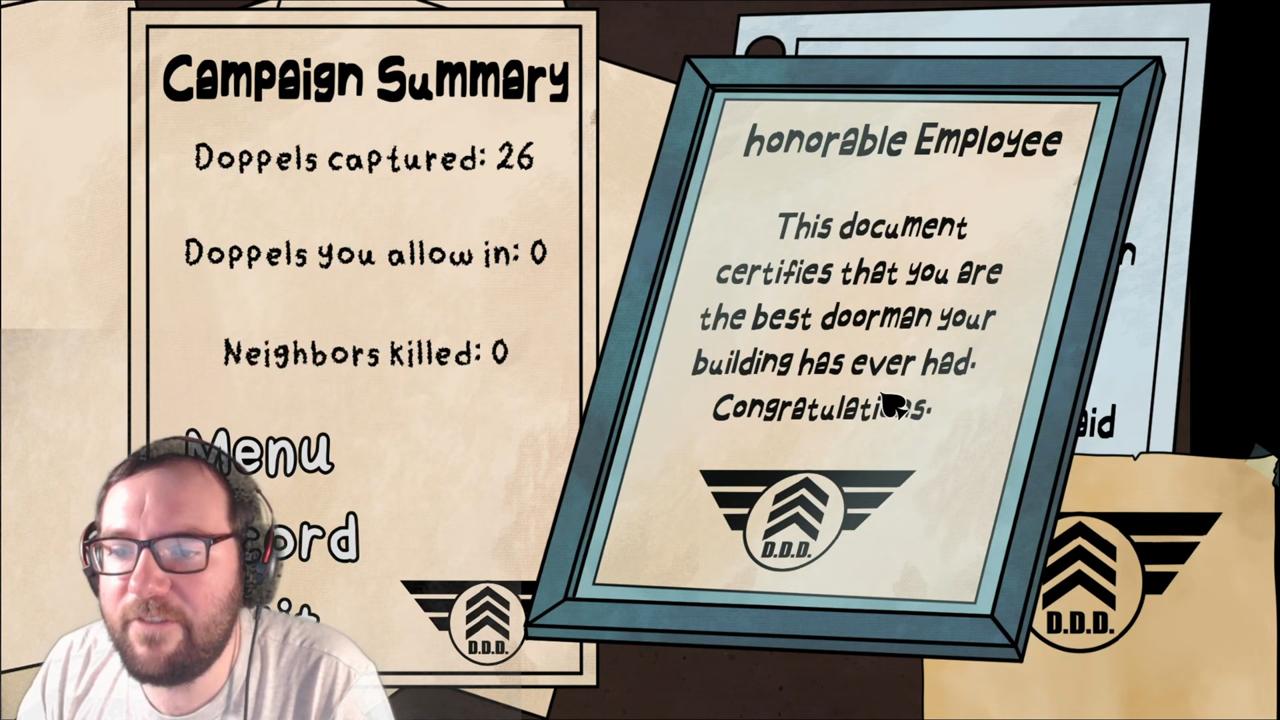 Campaign Summary
Doppels captured: 26
Doppels you allow in: 0
Neighbors killed: 0
Menu
D.D.D.
honorable Employee
This document
certifies that you are
the best doorman your
building has ever had.
D.D.D.
D.D.D.